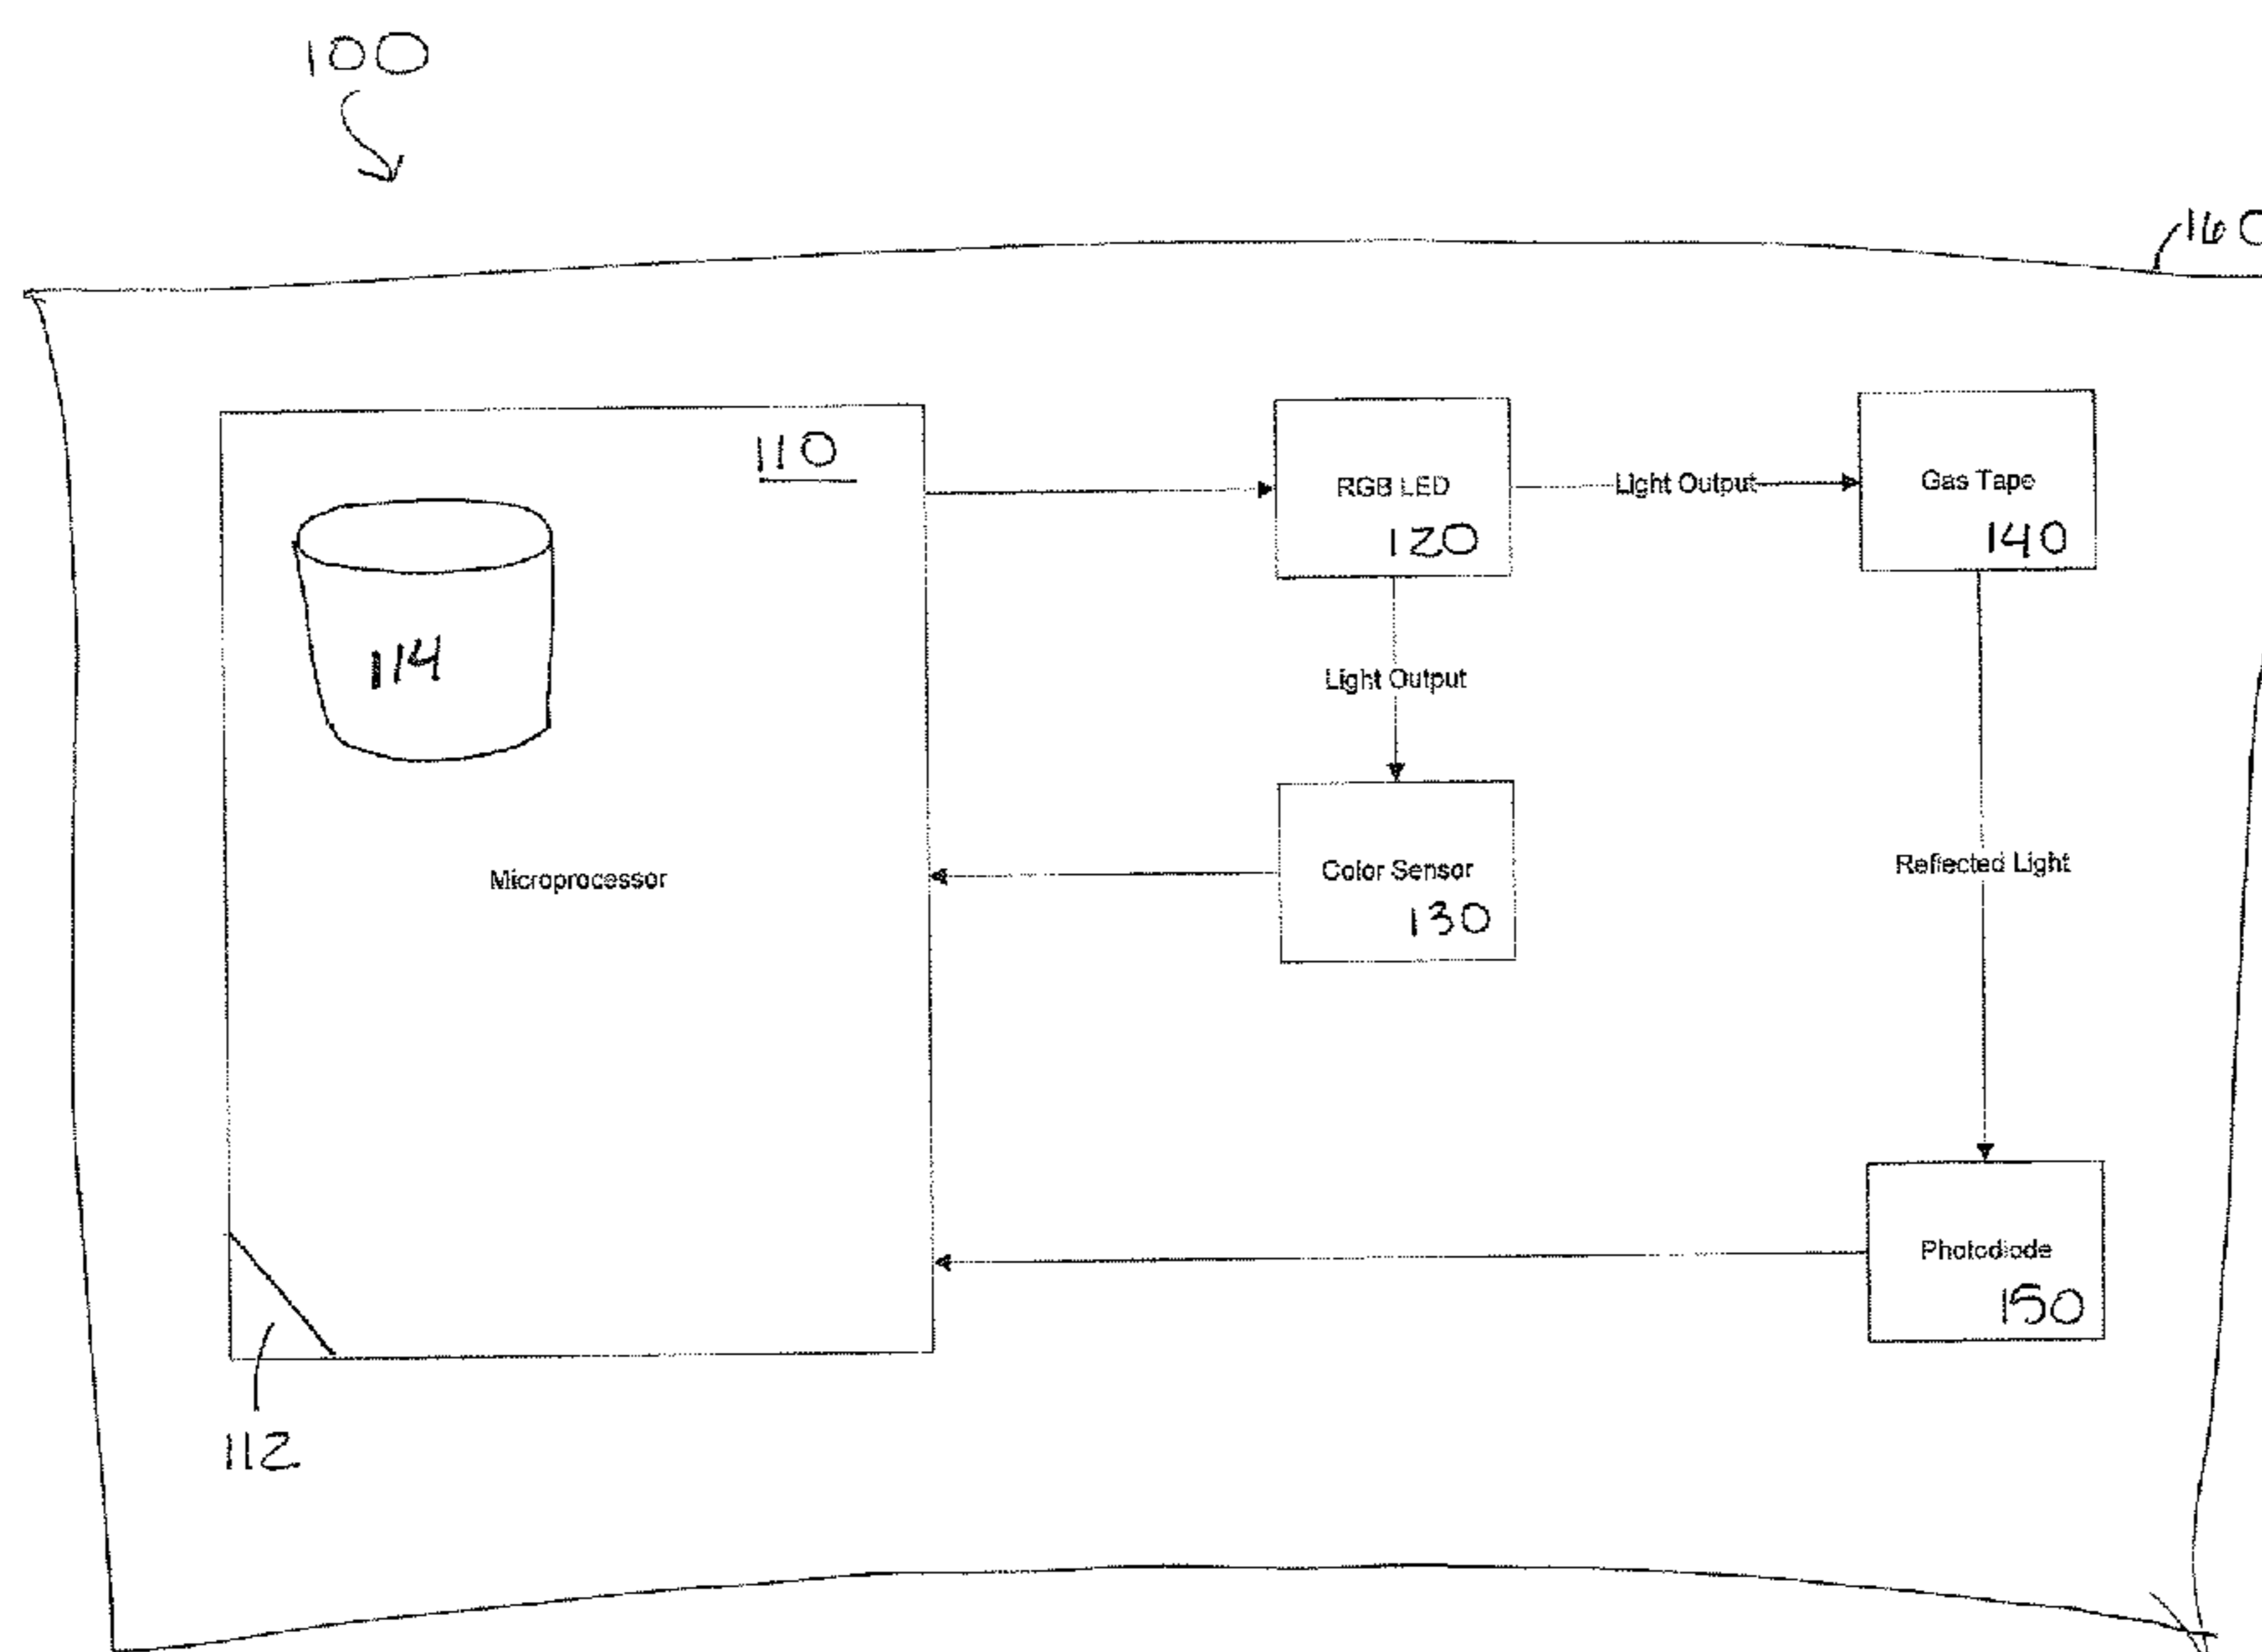 100
160
110
RGB LED
120
Light Output
Gas Tape
140
114
Light Output
Microprocessor
Color Sensor
130
Reflected Light
Photodiode
150
112